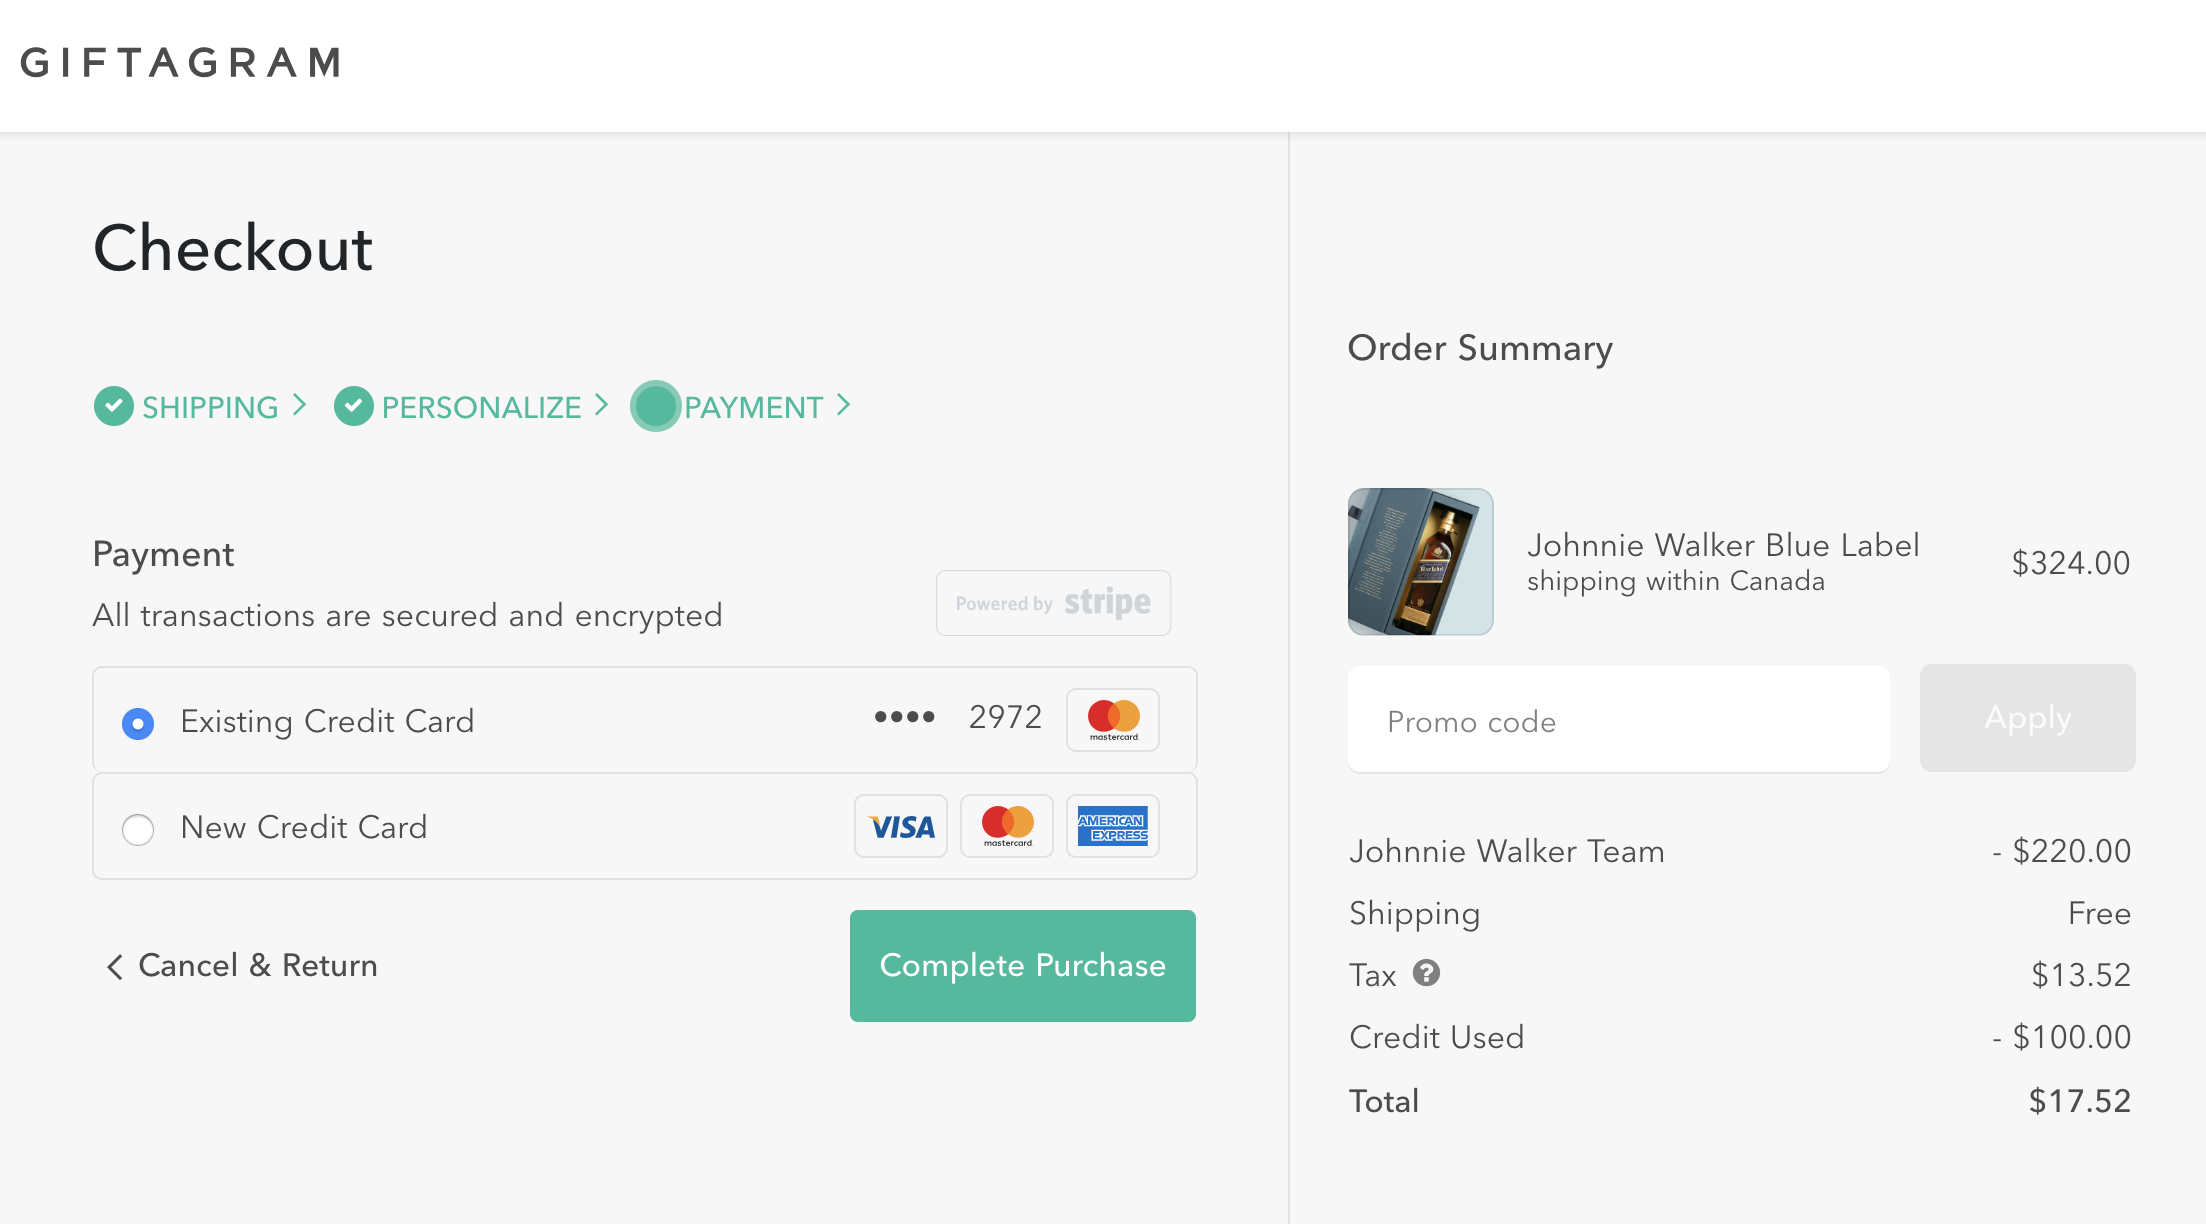 GIFTAGRAM
Checkout
SHIPPING
PERSONALIZE
PAYMENT
Payment
All transactions are secured and encrypted
Powered by stripe
Existing Credit Card
•••• 2972
mastercard.
New Credit Card
VISA
mastercard.
AMERICAN
EXPRESS
Cancel & Return
Complete Purchase
Order Summary
Johnnie Walker Blue Label
shipping within Canada
$324.00
Promo code
Apply
Johnnie Walker Team - $220.00
Shipping Free
Tax ? $13.52
Credit Used - $100.00
Total $17.52